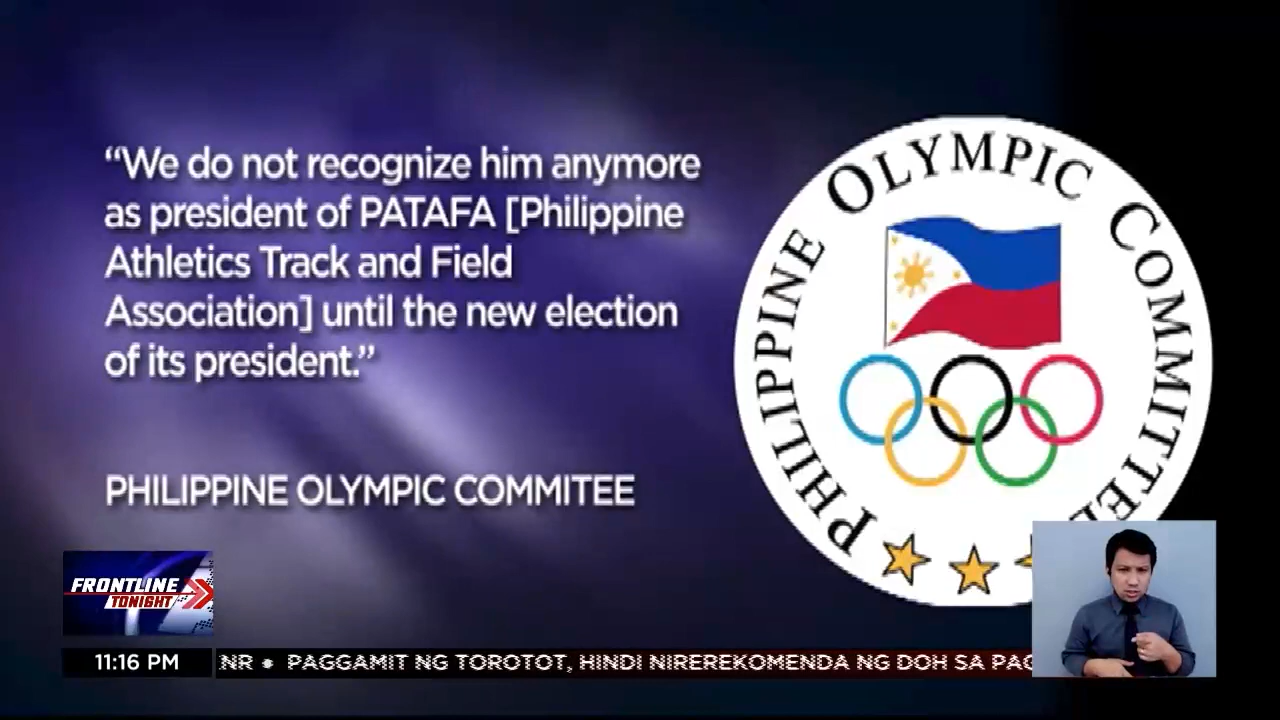 “We do not recognize him anymore
as president of PATAFA [Philippine
Athletics Track and Field
Association] until the new election
of its president.”
PHILIPPINE OLYMPIC COMMITEE
PHILIPPINE OLYMPIC COMMITTEE
FRONTLINE
TONIGHT
11:16 PM
NR • PAGGAMIT NG TOROTOT, HINDI NIREREKOMENDA NG DOH SA PAG